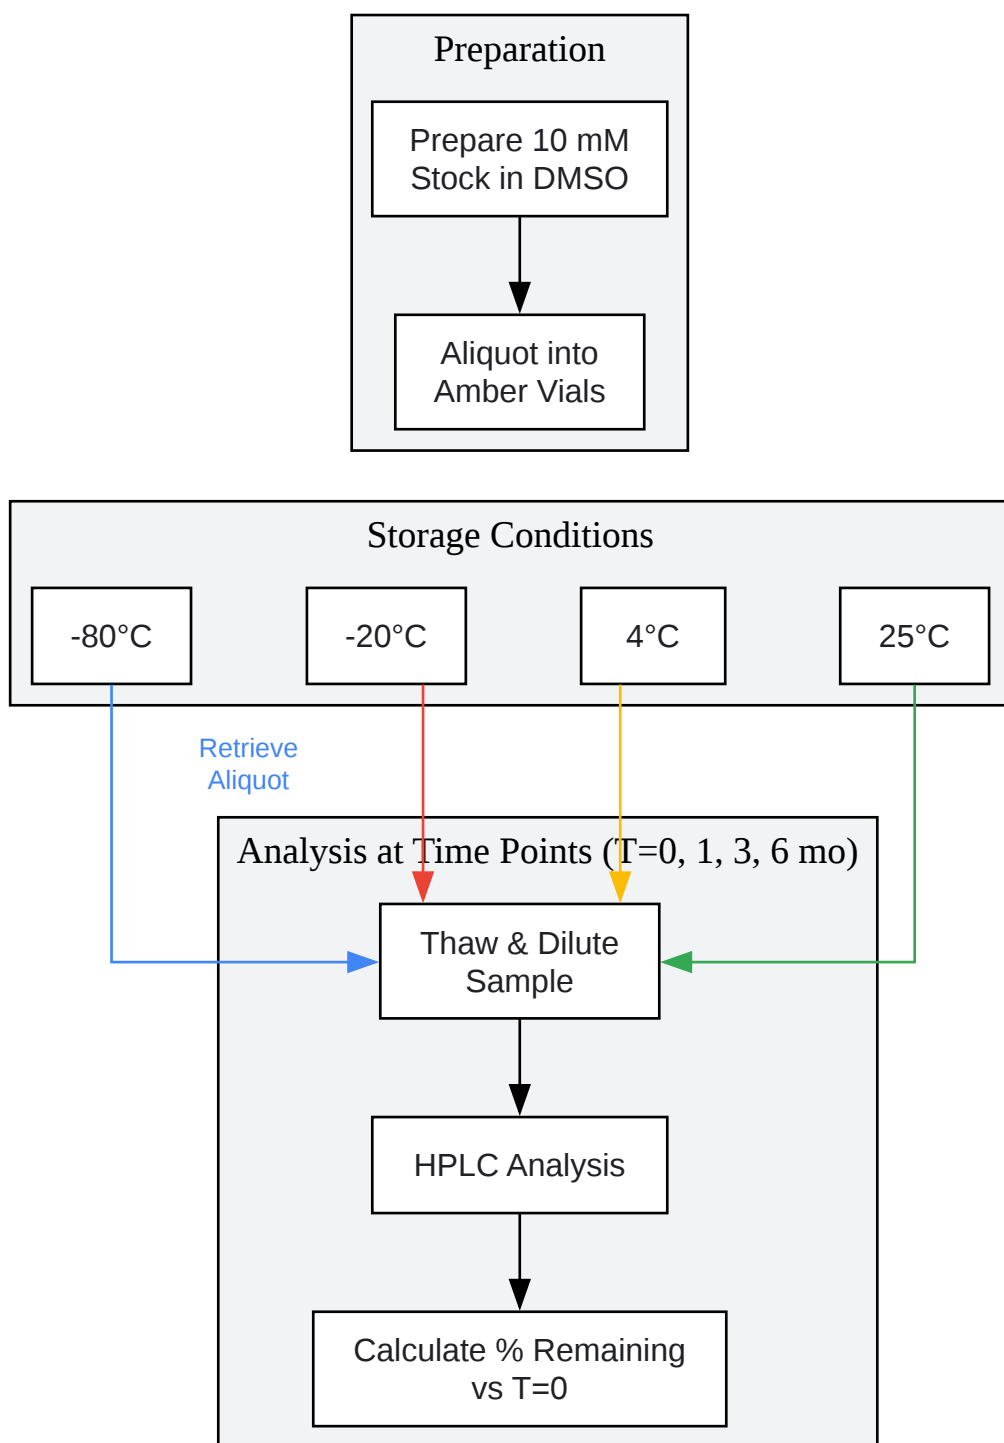 Preparation
Prepare 10 mM
Stock in DMSO
Aliquot into
Amber Vials
Storage Conditions
-80°C
-20°C
4°C
25°C
Retrieve
Aliquot
Analysis at Time Points (T=0, 1, 3, 6 mo)
Thaw & Dilute
Sample
HPLC Analysis
Calculate % Remaining
vs T=0